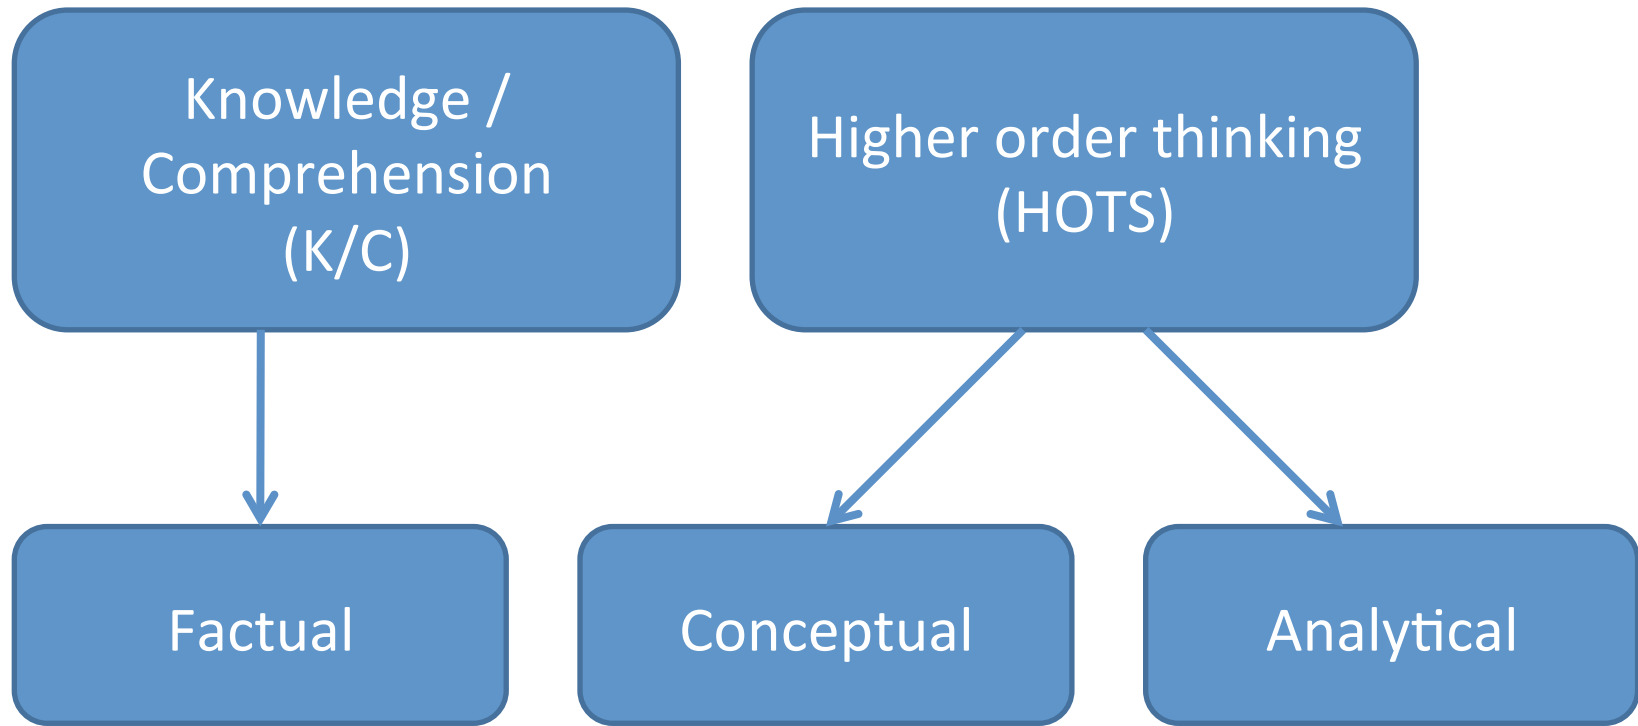 Knowledge /
Comprehension
(K/C)
Higher order thinking
(HOTS)
Factual
Conceptual
Analytical